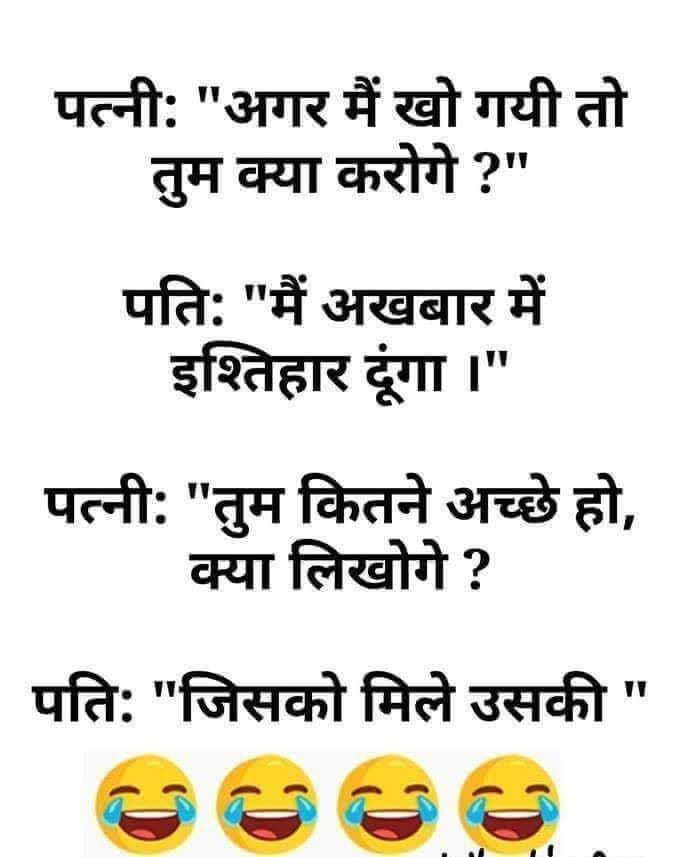 पत्नी: "अगर मैं खो गयी तो
तुम क्या करोगे ?"
पति: "मैं अखबार में
इश्तिहार दूंगा ।"
पत्नी: "तुम कितने अच्छे हो,
क्या लिखोगे ?
पति: "जिसको मिले उसकी "